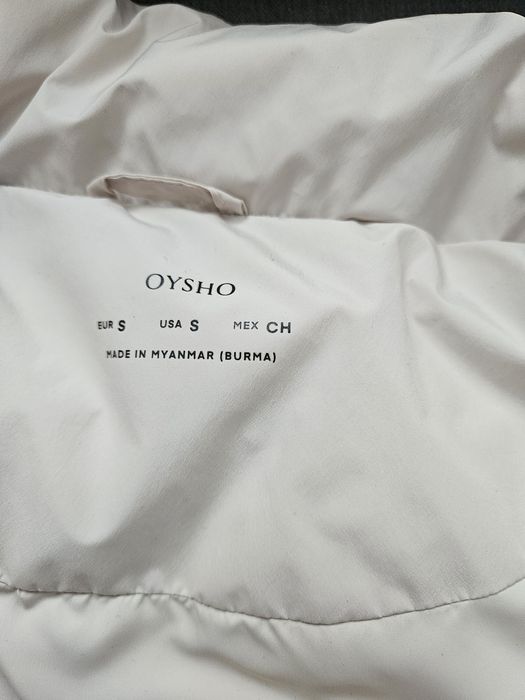 OYSHO
EUR S USA S MEX CH
MADE IN MYANMAR (BURMA)